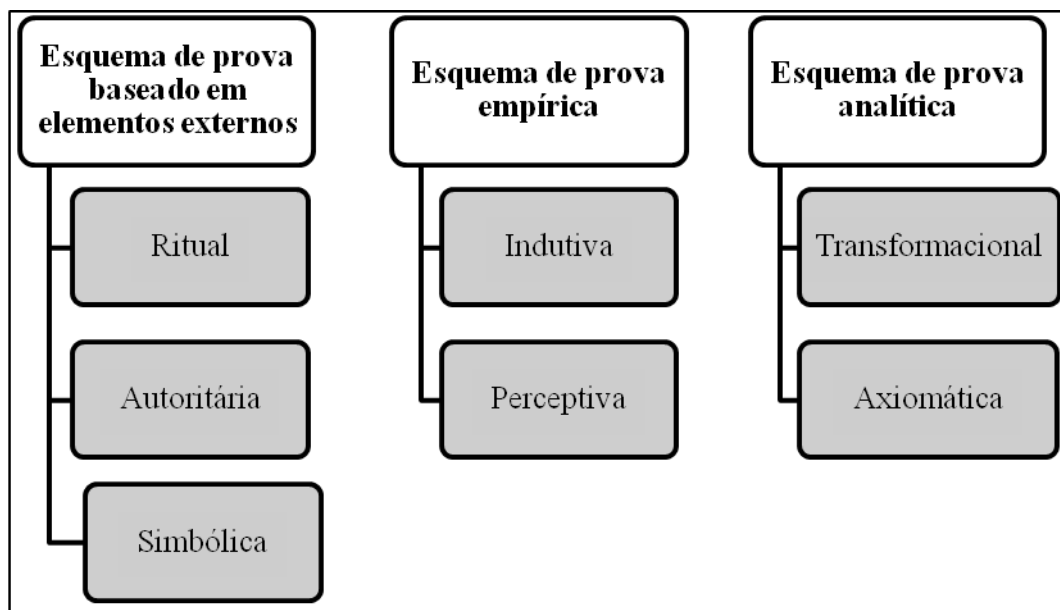 Esquema de prova
baseado em
elementos externos
Ritual
Autoritária
Simbólica
Esquema de prova
empírica
Indutiva
Perceptiva
Esquema de prova
analítica
Transformacional
Axiomática